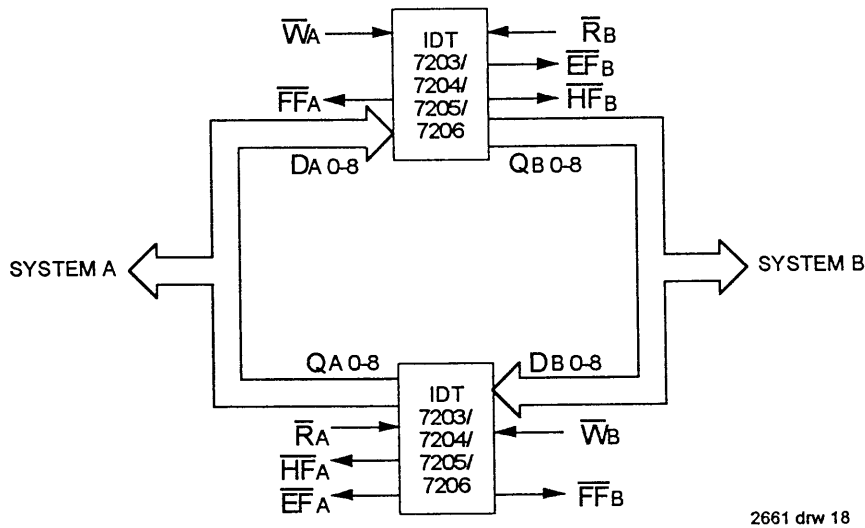 W̅A
IDT
7203/
7204/
7205/
7206
R̅B
E̅F̅B
F̅F̅A
H̅F̅B
DA 0-8
QB 0-8
SYSTEM A
SYSTEM B
QA 0-8
DB 0-8
IDT
7203/
7204/
7205/
7206
R̅A
W̅B
H̅F̅A
E̅F̅A
F̅F̅B
2661 drw 18